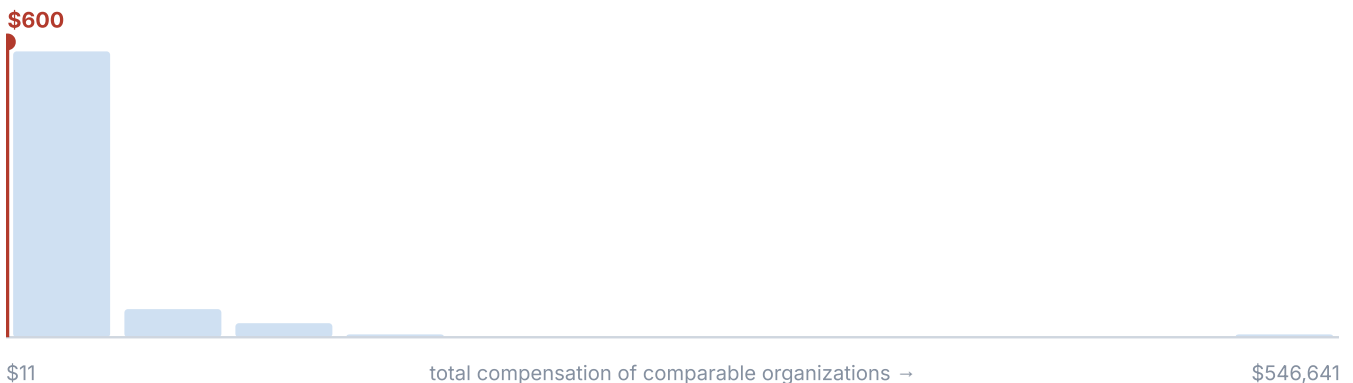 $600
$11 total compensation of comparable organizations → $546,641